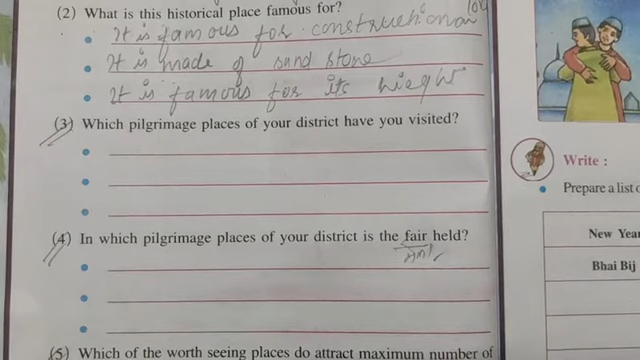 (2) What is this historical place famous for?
It is famous for construction
It is made of sand stone
It is famous for its hieght
(3) Which pilgrimage places of your district have you visited?
(4) In which pilgrimage places of your district is the fair held?
(5) Which of the worth seeing places do attract maximum number of
Write :
Prepare a list o
New Year
Bhai Bij